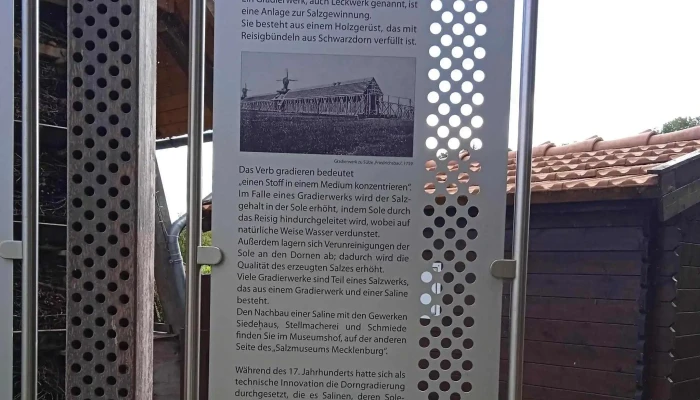 Ein Gradierwerk, auch Leckwerk genannt, ist
eine Anlage zur Salzgewinnung.
Sie besteht aus einem Holzgerüst, das mit
Reisigbündeln aus Schwarzdorn verfüllt ist.
Das Verb gradieren bedeutet
„einen Stoff in einem Medium konzentrieren".
Im Falle eines Gradierwerks wird der Salz-
gehalt in der Sole erhöht, indem Sole durch
das Reisig hindurchgeleitet wird, wobei auf
natürliche Weise Wasser verdunstet.
Außerdem lagern sich Verunreinigungen der
Sole an den Dornen ab; dadurch wird die
Qualität des erzeugten Salzes erhöht.
Viele Gradierwerke sind Teil eines Salzwerks,
das aus einem Gradierwerk und einer Saline
besteht.
Den Nachbau einer Saline mit den Gewerken
Siedehaus, Stellmacherei und Schmiede
finden Sie im Museumshof, auf der anderen
Seite des „Salzmuseums Mecklenburg".
Während des 17. Jahrhunderts hatte sich als
technische Innovation die Dorngradierung
durchgesetzt, die es Salinen, deren Sole-